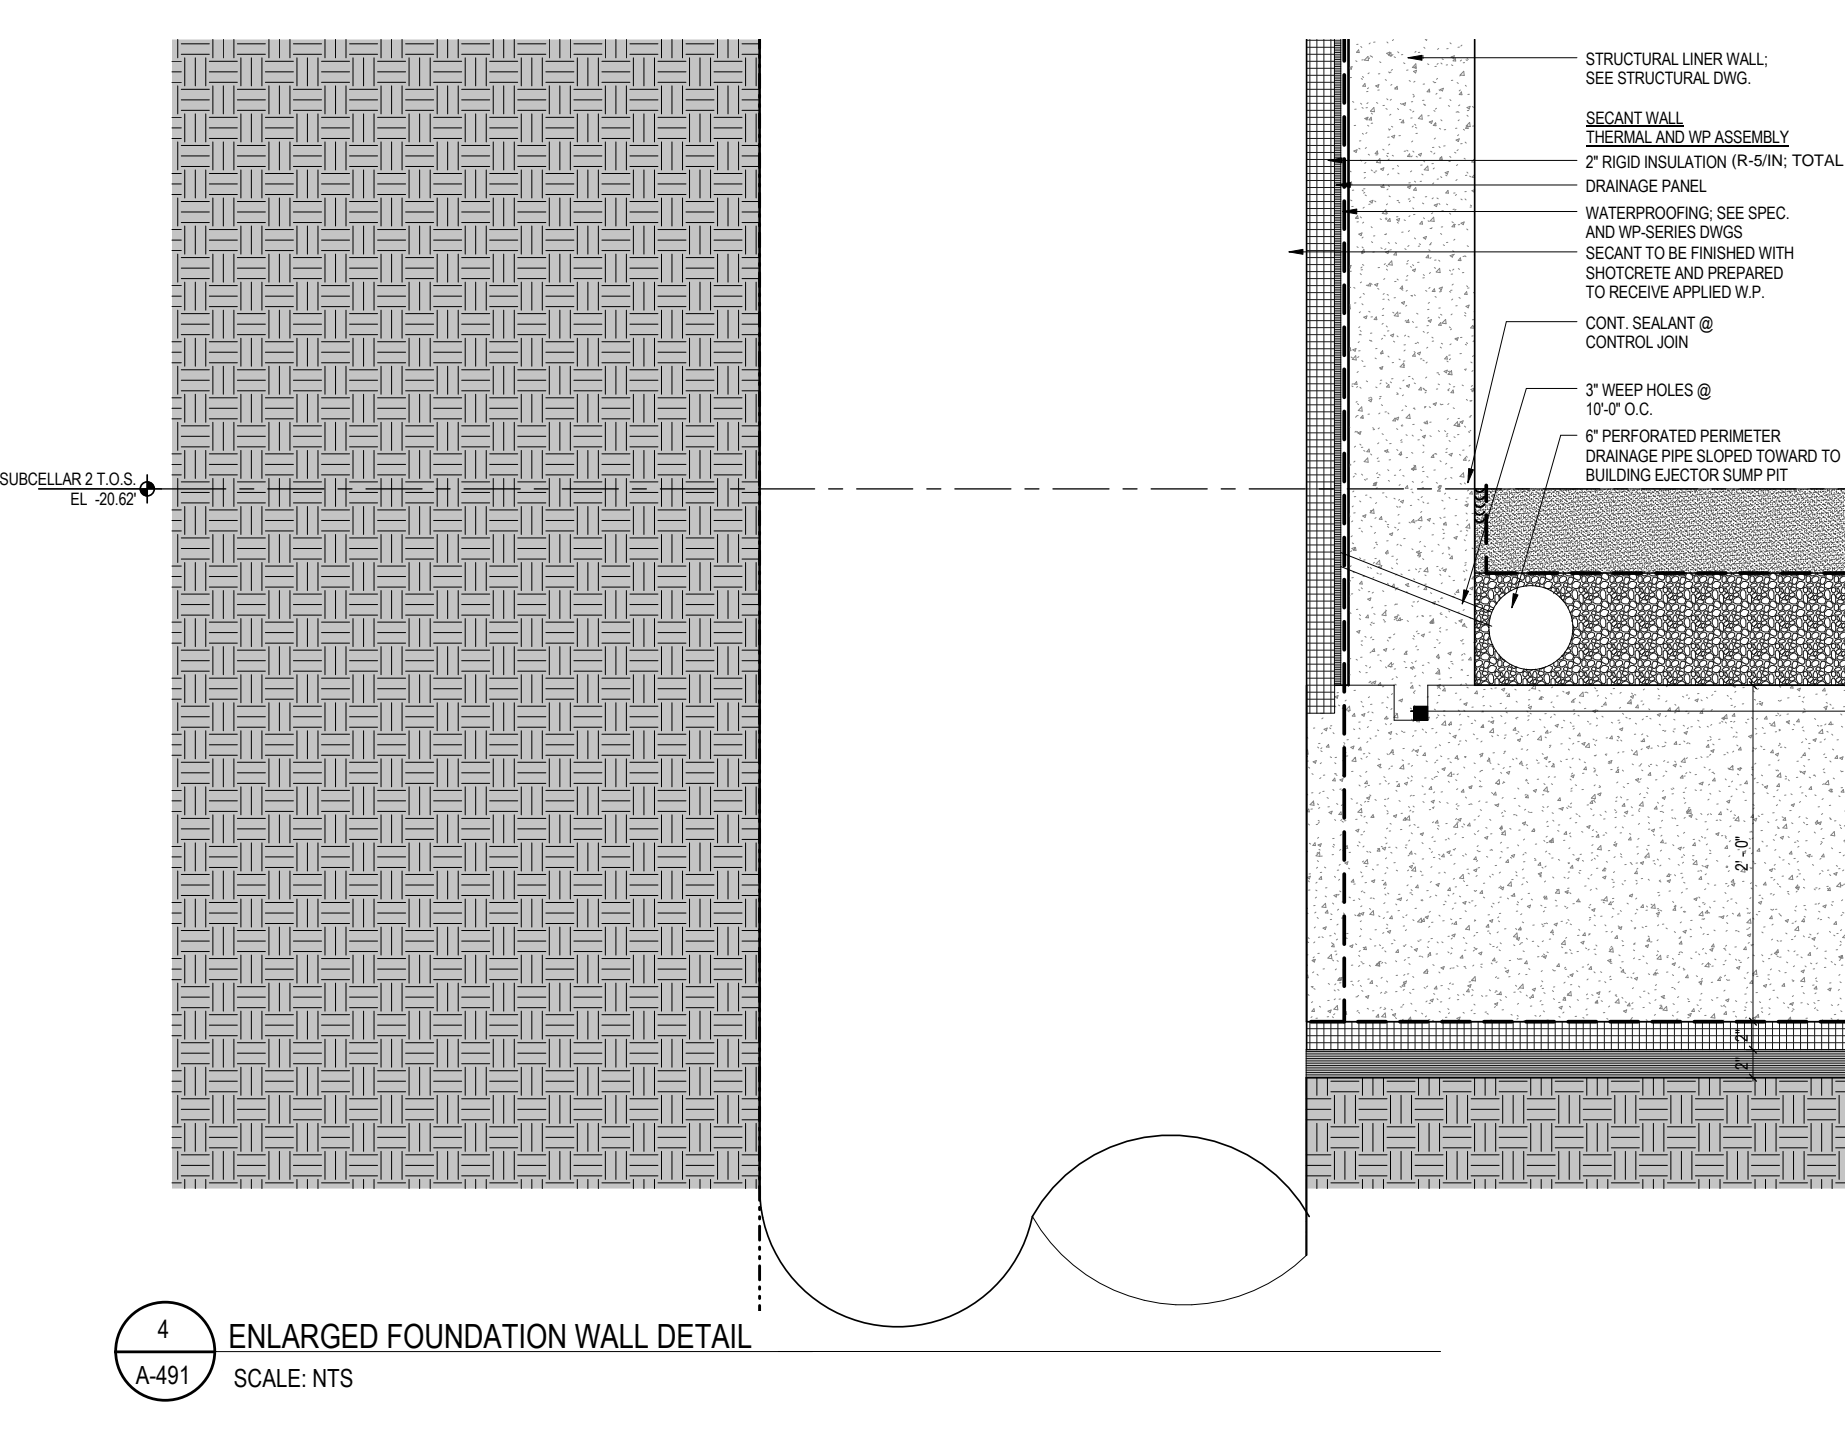 STRUCTURAL LINER WALL;
SEE STRUCTURAL DWG.
SECANT WALL
THERMAL AND WP ASSEMBLY
2" RIGID INSULATION (R-5/IN; TOTAL
DRAINAGE PANEL
WATERPROOFING; SEE SPEC.
AND WP-SERIES DWGS
SECANT TO BE FINISHED WITH
SHOTCRETE AND PREPARED
TO RECEIVE APPLIED W.P.
CONT. SEALANT @
CONTROL JOIN
3" WEEP HOLES @
10'-0" O.C.
6" PERFORATED PERIMETER
DRAINAGE PIPE SLOPED TOWARD TO
BUILDING EJECTOR SUMP PIT
SUBCELLAR 2 T.O.S.
EL -20.62'
2' - 0"
2"
2"
4
A-491
ENLARGED FOUNDATION WALL DETAIL
SCALE: NTS